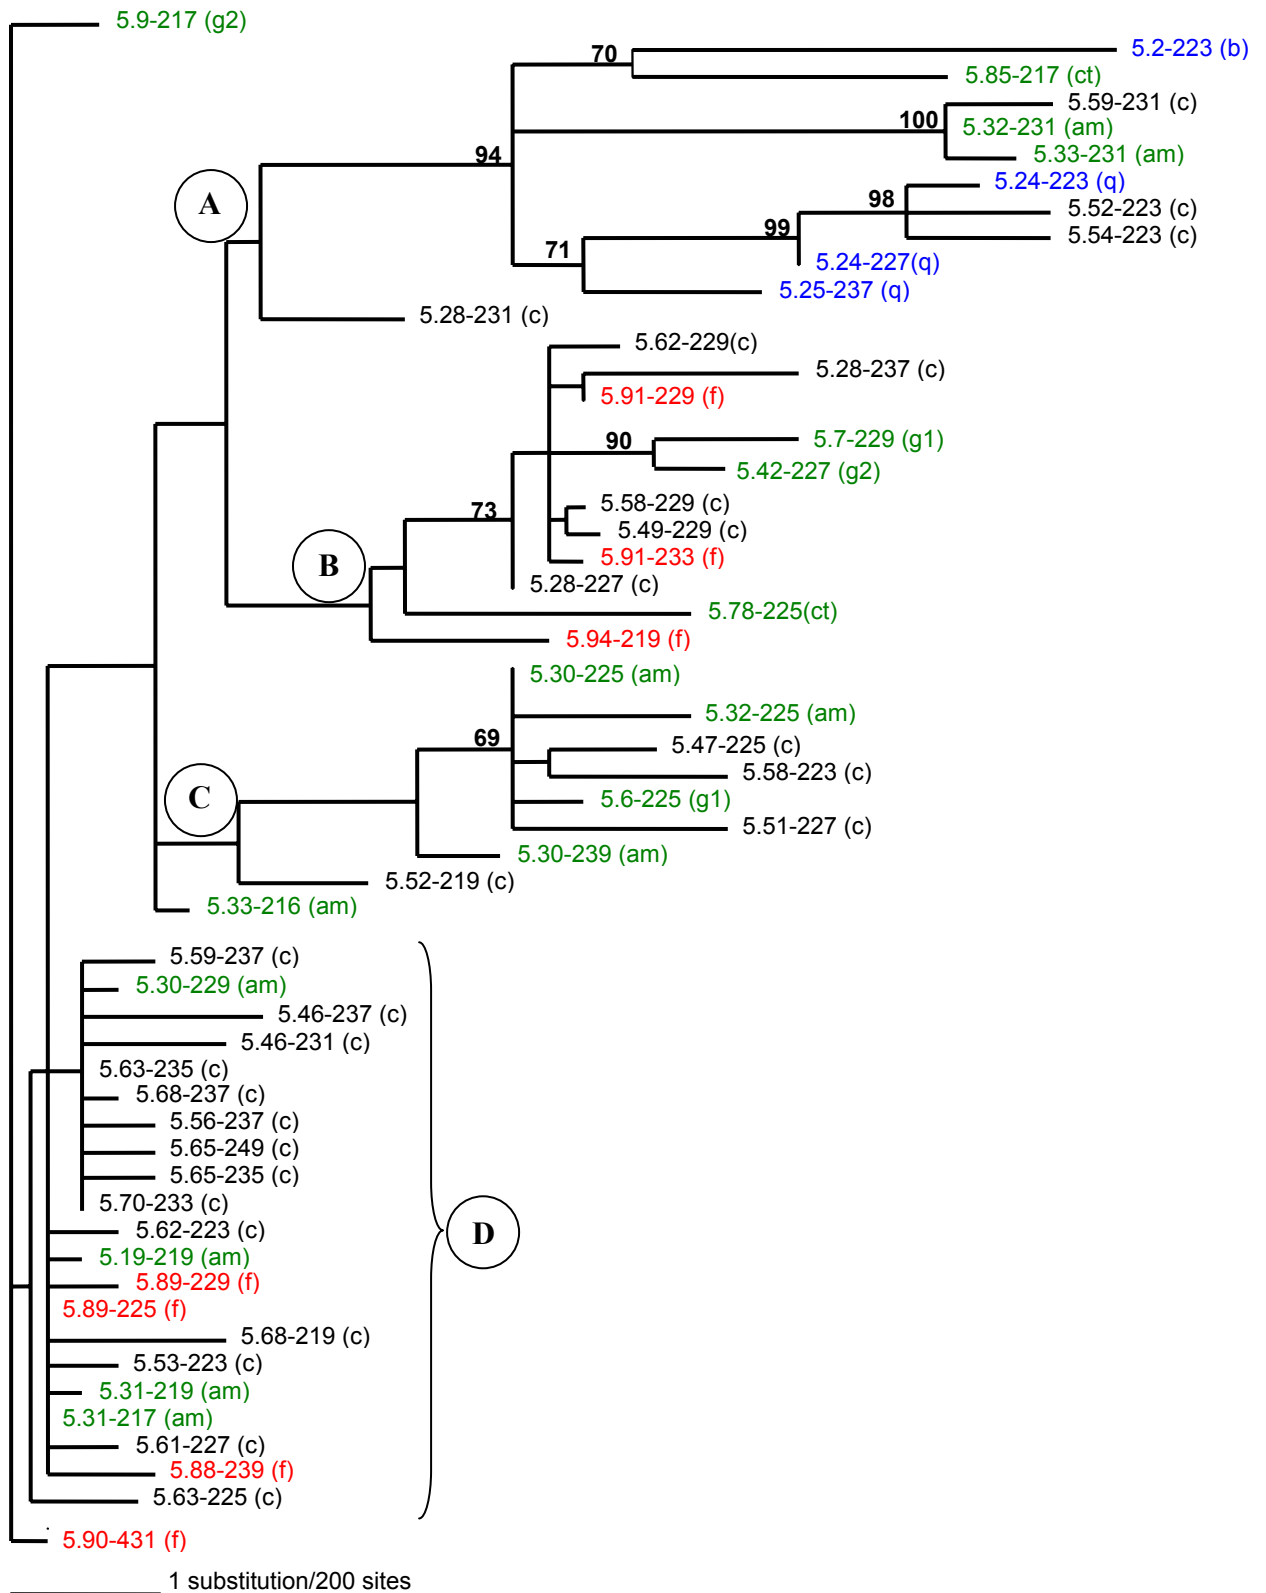 5.9-217 (g2)
70
5.2-223 (b)
5.85-217 (ct)
5.59-231 (c)
100
5.32-231 (am)
5.33-231 (am)
94
5.24-223 (q)
98
5.52-223 (c)
A
99
5.54-223 (c)
71
5.24-227(q)
5.25-237 (q)
5.28-231 (c)
5.62-229(c)
5.28-237 (c)
5.91-229 (f)
90
5.7-229 (g1)
5.42-227 (g2)
5.58-229 (c)
73
5.49-229 (c)
B
5.91-233 (f)
5.28-227 (c)
5.78-225(ct)
5.94-219 (f)
5.30-225 (am)
5.32-225 (am)
69
5.47-225 (c)
5.58-223 (c)
C
5.6-225 (g1)
5.51-227 (c)
5.30-239 (am)
5.52-219 (c)
5.33-216 (am)
5.59-237 (c)
5.30-229 (am)
5.46-237 (c)
5.46-231 (c)
5.63-235 (c)
5.68-237 (c)
5.56-237 (c)
5.65-249 (c)
5.65-235 (c)
5.70-233 (c)
5.62-223 (c)
D
5.19-219 (am)
5.89-229 (f)
5.89-225 (f)
5.68-219 (c)
5.53-223 (c)
5.31-219 (am)
5.31-217 (am)
5.61-227 (c)
5.88-239 (f)
5.63-225 (c)
5.90-431 (f)
1 substitution/200 sites